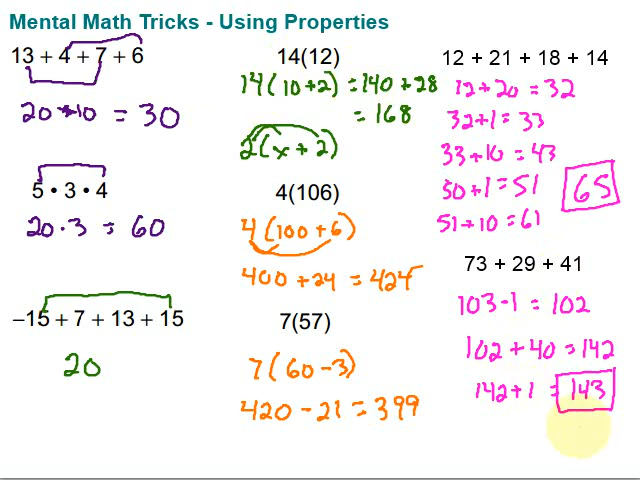 Mental Math Tricks - Using Properties
13 + 4 + 7 + 6
20 + 10 = 30
5 • 3 • 4
20 · 3 = 60
−15 + 7 + 13 + 15
20
14(12)
14(10+2) = 140 + 28
= 168
2(x + 2)
4(106)
4(100 + 6)
400 + 24 = 424
7(57)
7(60 - 3)
420 - 21 = 399
12 + 21 + 18 + 14
12 + 20 = 32
32 + 1 = 33
33 + 10 = 43
50 + 1 = 51
51 + 10 = 61
65
73 + 29 + 41
103 - 1 = 102
102 + 40 = 142
142 + 1 = 143